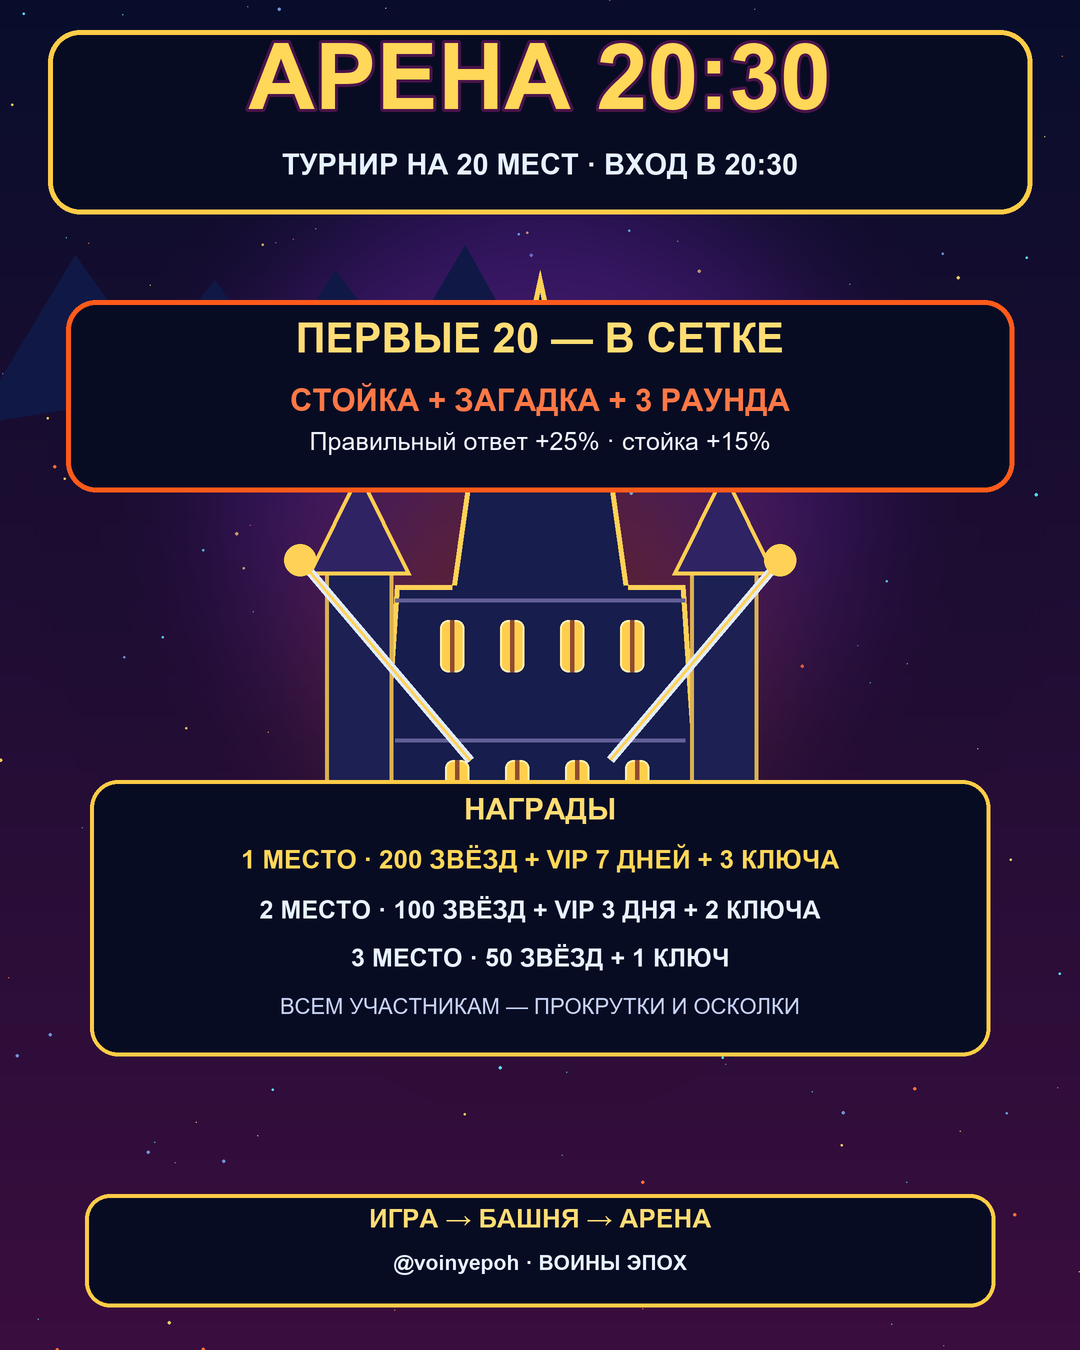 АРЕНА 20:30
ТУРНИР НА 20 МЕСТ · ВХОД В 20:30
ПЕРВЫЕ 20 — В СЕТКЕ
СТОЙКА + ЗАГАДКА + 3 РАУНДА
Правильный ответ +25% · стойка +15%
НАГРАДЫ
1 МЕСТО · 200 ЗВЁЗД + VIP 7 ДНЕЙ + 3 КЛЮЧА
2 МЕСТО · 100 ЗВЁЗД + VIP 3 ДНЯ + 2 КЛЮЧА
3 МЕСТО · 50 ЗВЁЗД + 1 КЛЮЧ
ВСЕМ УЧАСТНИКАМ — ПРОКРУТКИ И ОСКОЛКИ
ИГРА → БАШНЯ → АРЕНА
@voinyepoh · ВОИНЫ ЭПОХ